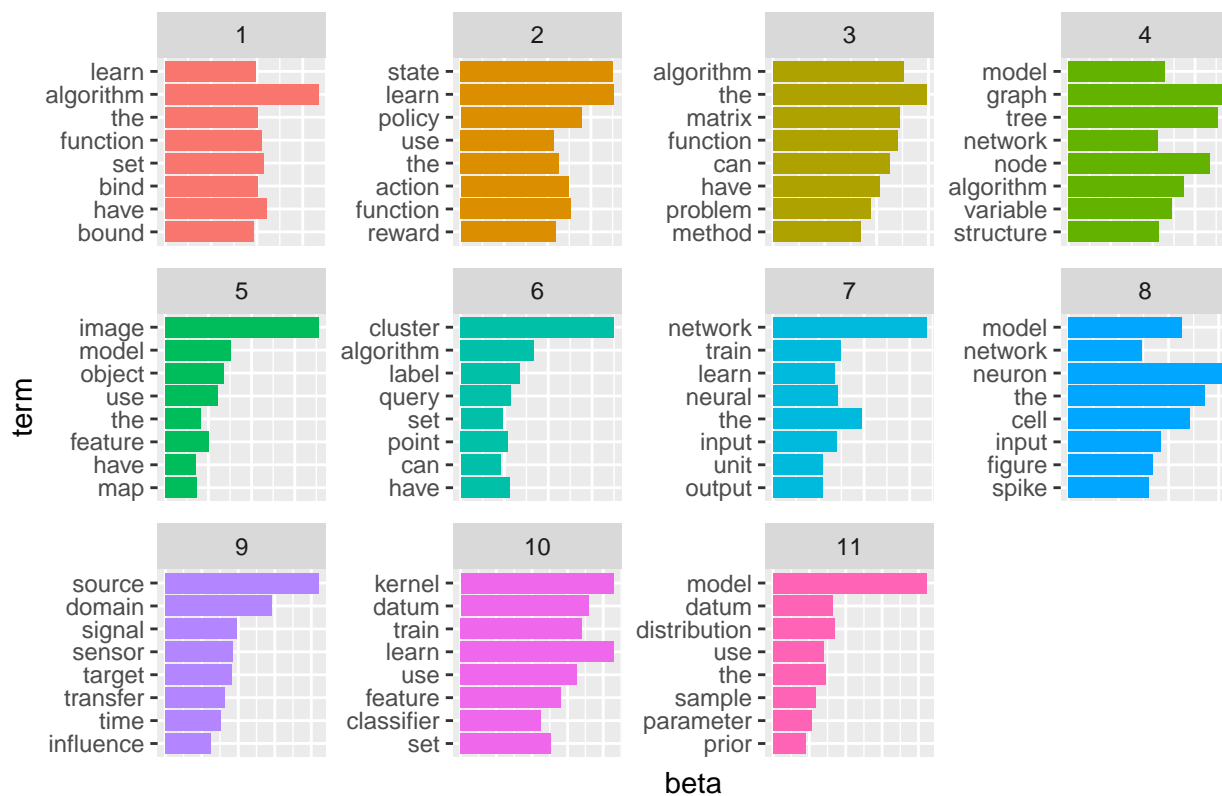 1
learn
algorithm
the
function
set
bind
have
bound
2
state
learn
policy
use
the
action
function
reward
3
algorithm
the
matrix
function
can
have
problem
method
4
model
graph
tree
network
node
algorithm
variable
structure
5
image
model
object
use
the
feature
have
map
6
cluster
algorithm
label
query
set
point
can
have
7
network
train
learn
neural
the
input
unit
output
8
model
network
neuron
the
cell
input
figure
spike
9
source
domain
signal
sensor
target
transfer
time
influence
10
kernel
datum
train
learn
use
feature
classifier
set
11
model
datum
distribution
use
the
sample
parameter
prior
term
beta